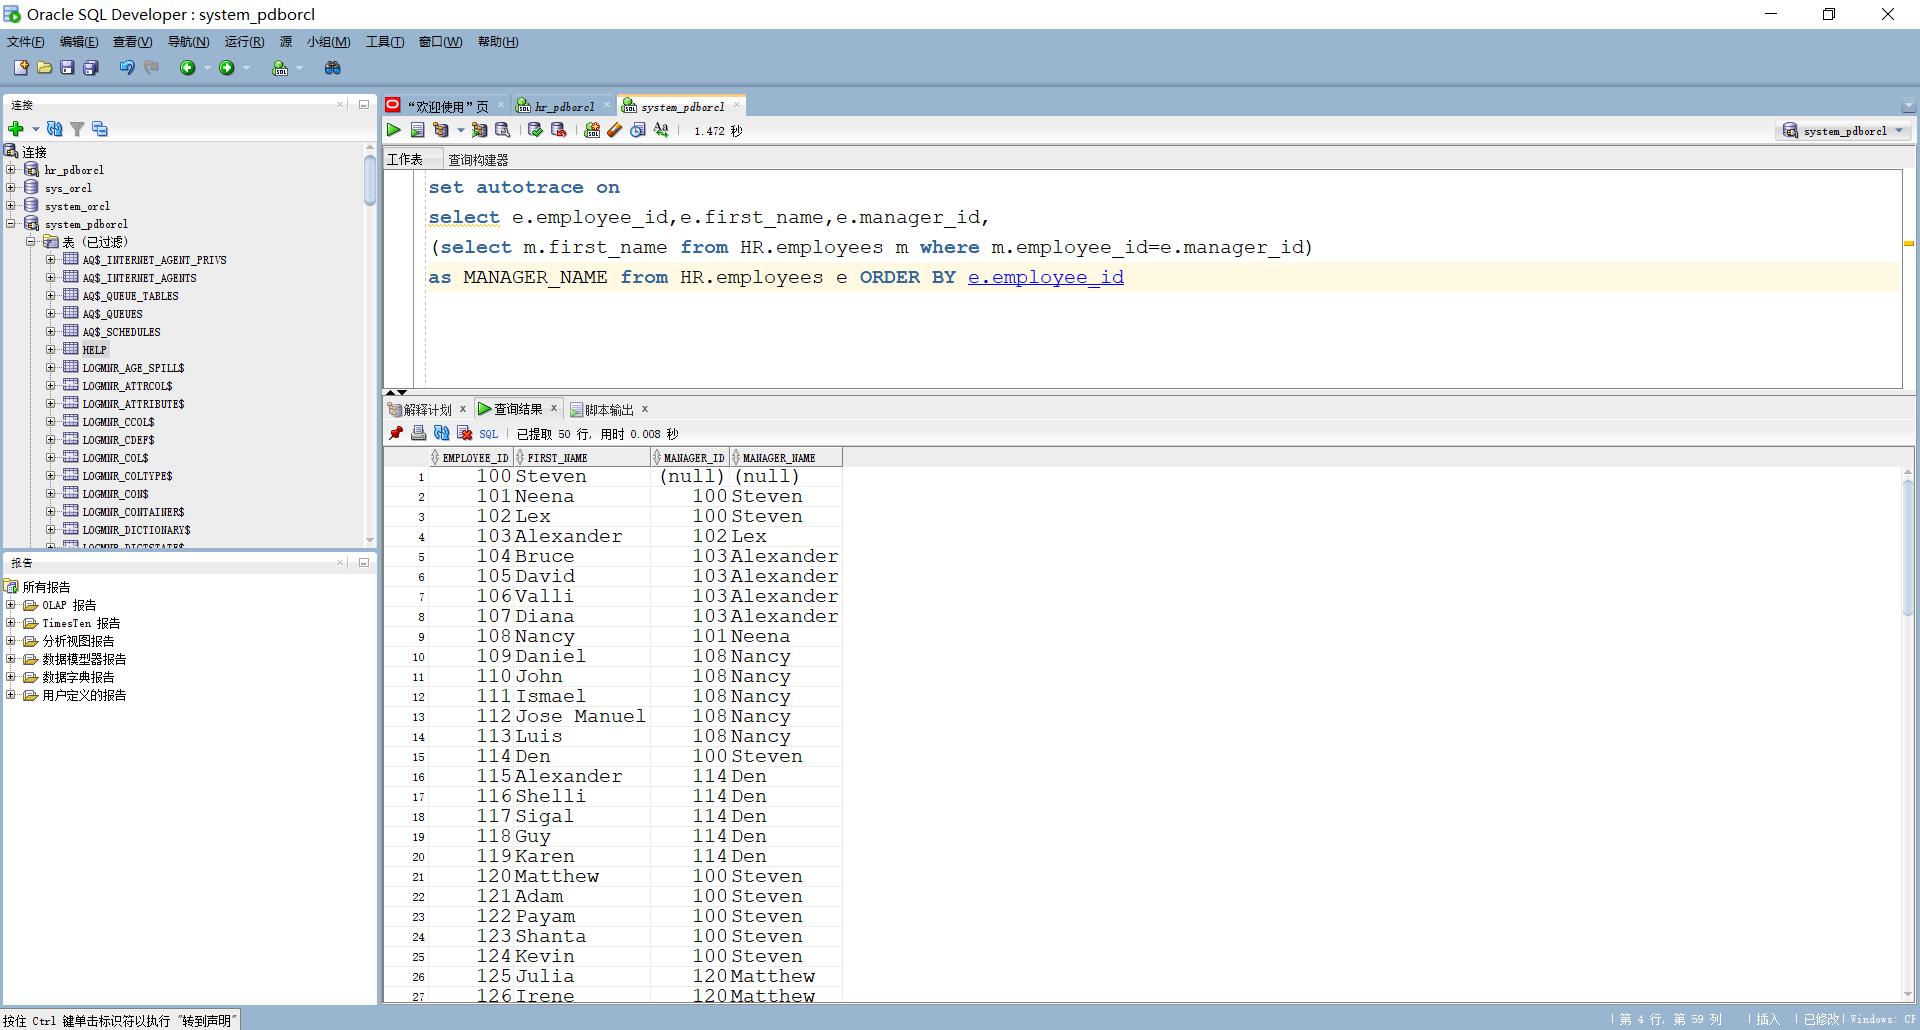 Oracle SQL Developer : system_pdborcl
文件(F) 编辑(E) 查看(V) 导航(N) 运行(R) 源 小组(M) 工具(T) 窗口(W) 帮助(H)
连接
连接
hr_pdborcl
sys_orcl
system_orcl
system_pdborcl
表 (已过滤)
AQ$_INTERNET_AGENT_PRIVS
AQ$_INTERNET_AGENTS
AQ$_QUEUE_TABLES
AQ$_QUEUES
AQ$_SCHEDULES
HELP
LOGMNR_AGE_SPILL$
LOGMNR_ATTRCOL$
LOGMNR_ATTRIBUTE$
LOGMNR_CCOL$
LOGMNR_CDEF$
LOGMNR_COL$
LOGMNR_COLTYPE$
LOGMNR_CON$
LOGMNR_CONTAINER$
LOGMNR_DICTIONARY$
LOGMNR_DICTSTATE$
报告
所有报告
OLAP 报告
TimesTen 报告
分析视图报告
数据模型器报告
数据字典报告
用户定义的报告
“欢迎使用”页 hr_pdborcl system_pdborcl
1.472 秒 system_pdborcl
工作表 查询构建器
set autotrace on
select e.employee_id,e.first_name,e.manager_id,
(select m.first_name from HR.employees m where m.employee_id=e.manager_id)
as MANAGER_NAME from HR.employees e ORDER BY e.employee_id
解释计划 x 查询结果 x 脚本输出 x
SQL 已提取 50 行, 用时 0.008 秒
EMPLOYEE_ID FIRST_NAME MANAGER_ID MANAGER_NAME
1 100 Steven (null) (null)
2 101 Neena 100 Steven
3 102 Lex 100 Steven
4 103 Alexander 102 Lex
5 104 Bruce 103 Alexander
6 105 David 103 Alexander
7 106 Valli 103 Alexander
8 107 Diana 103 Alexander
9 108 Nancy 101 Neena
10 109 Daniel 108 Nancy
11 110 John 108 Nancy
12 111 Ismael 108 Nancy
13 112 Jose Manuel 108 Nancy
14 113 Luis 108 Nancy
15 114 Den 100 Steven
16 115 Alexander 114 Den
17 116 Shelli 114 Den
18 117 Sigal 114 Den
19 118 Guy 114 Den
20 119 Karen 114 Den
21 120 Matthew 100 Steven
22 121 Adam 100 Steven
23 122 Payam 100 Steven
24 123 Shanta 100 Steven
25 124 Kevin 100 Steven
26 125 Julia 120 Matthew
27 126 Irene 120 Matthew
按住 Ctrl 键单击标识符以执行 "转到声明" 第 4 行, 第 59 列 插入 已修改 Windows: CF